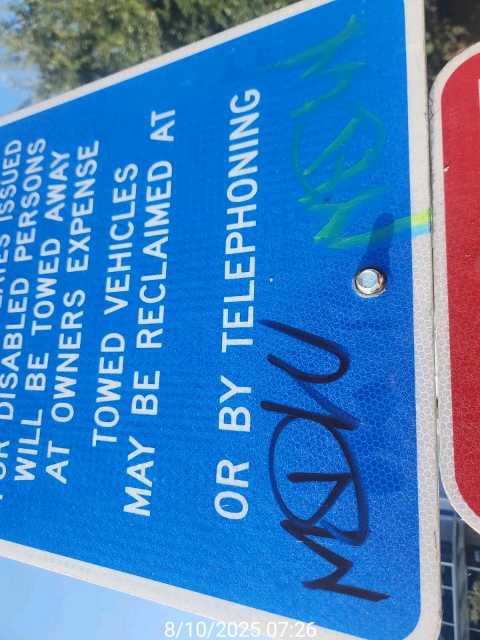 DISABLED PERSONS
WILL BE TOWED AWAY
AT OWNERS EXPENSE
TOWED VEHICLES
MAY BE RECLAIMED AT
OR BY TELEPHONING
8/10/2025 07:26